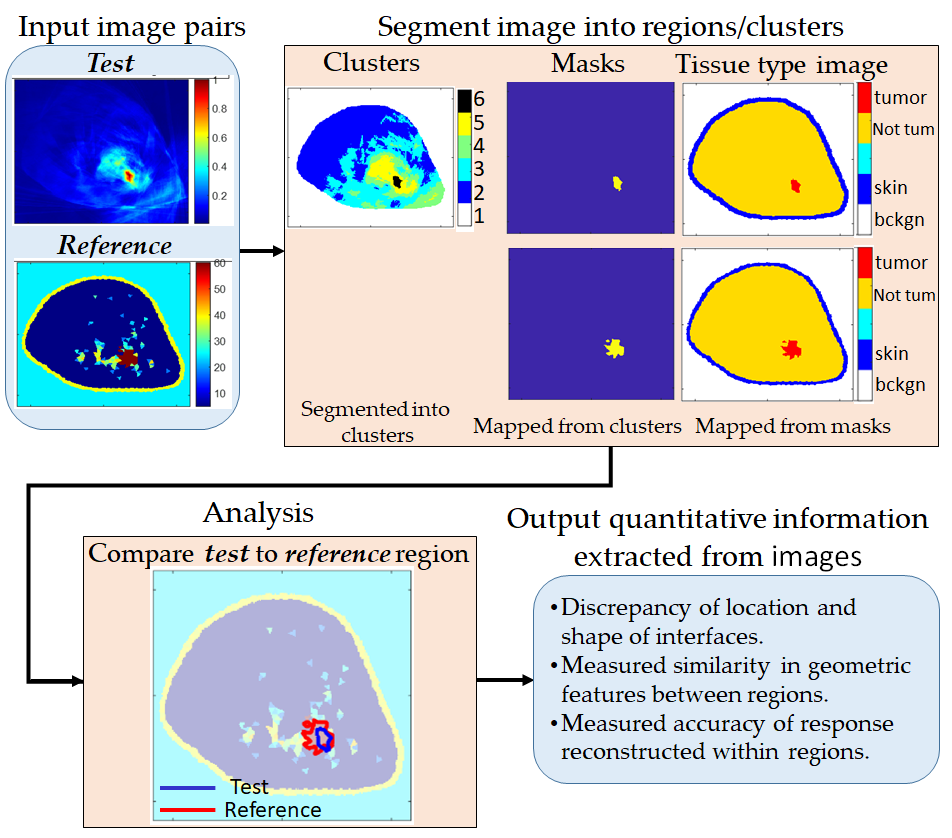 Input image pairs
Test
1
0.8
0.6
0.4
0.2
Reference
60
50
40
30
20
10
Segment image into regions/clusters
Clusters
6
5
4
3
2
1
Segmented into
clusters
Masks
Mapped from clusters
Tissue type image
tumor
Not tum
skin
bckgn
tumor
Not tum
skin
bckgn
Mapped from masks
Analysis
Compare test to reference region
Test
Reference
Output quantitative information
extracted from images
•Discrepancy of location and
shape of interfaces.
•Measured similarity in geometric
features between regions.
•Measured accuracy of response
reconstructed within regions.